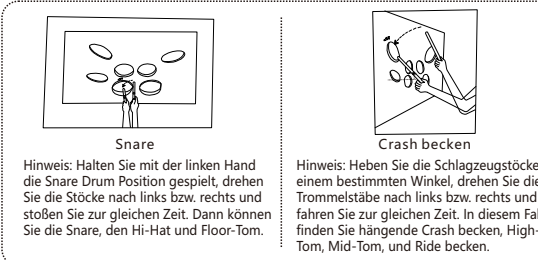 Snare
Hinweis: Halten Sie mit der linken Hand
die Snare Drum Position gespielt, drehen
Sie die Stöcke nach links bzw. rechts und
stoßen Sie zur gleichen Zeit. Dann können
Sie die Snare, den Hi-Hat und Floor-Tom.
Crash becken
Hinweis: Heben Sie die Schlagzeugstöcke
einem bestimmten Winkel, drehen Sie die
Trommelstäbe nach links bzw. rechts und
fahren Sie zur gleichen Zeit. In diesem
finden Sie hängende Crash becken, High-
Tom, Mid-Tom, und Ride becken.